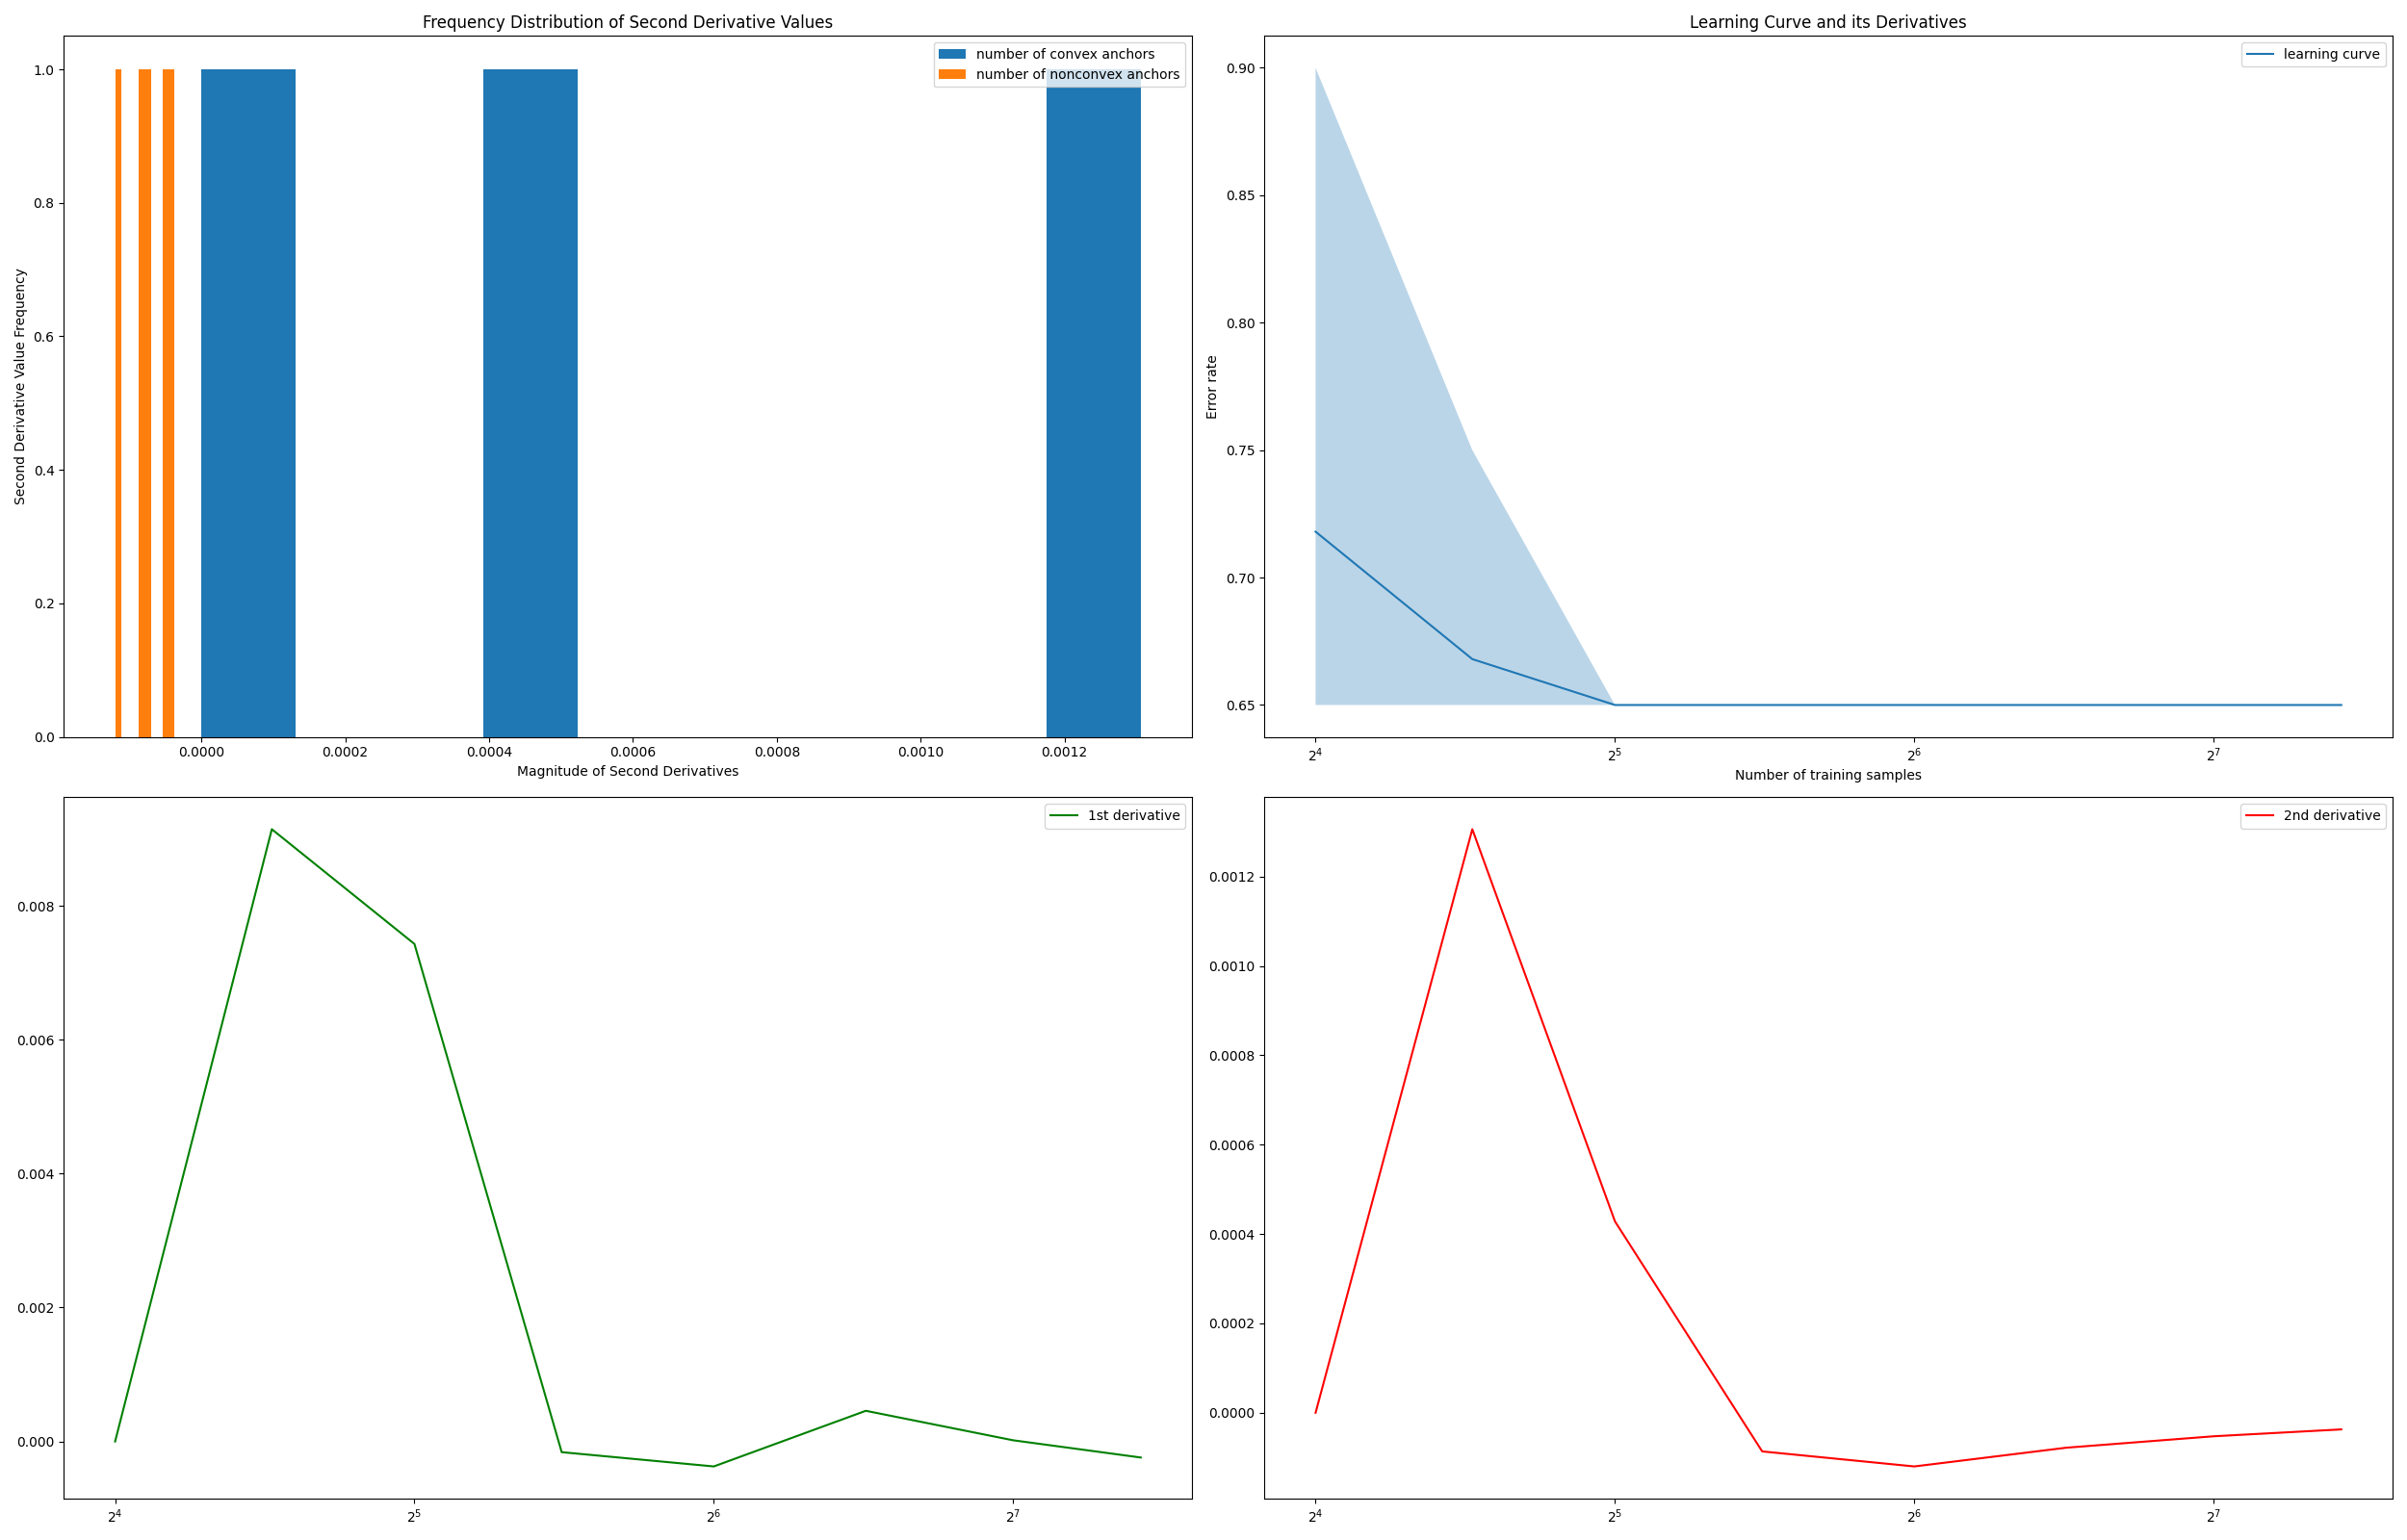 Frequency Distribution of Second Derivative Values
number of convex anchors
number of nonconvex anchors
Second Derivative Value Frequency
1.0
0.8
0.6
0.4
0.2
0.0
0.0000 0.0002 0.0004 0.0006 0.0008 0.0010 0.0012
Magnitude of Second Derivatives
Learning Curve and its Derivatives
learning curve
Error rate
0.90
0.85
0.80
0.75
0.70
0.65
2⁴ 2⁵ 2⁶ 2⁷
Number of training samples
1st derivative
0.008
0.006
0.004
0.002
0.000
2⁴ 2⁵ 2⁶ 2⁷
2nd derivative
0.0012
0.0010
0.0008
0.0006
0.0004
0.0002
0.0000
2⁴ 2⁵ 2⁶ 2⁷